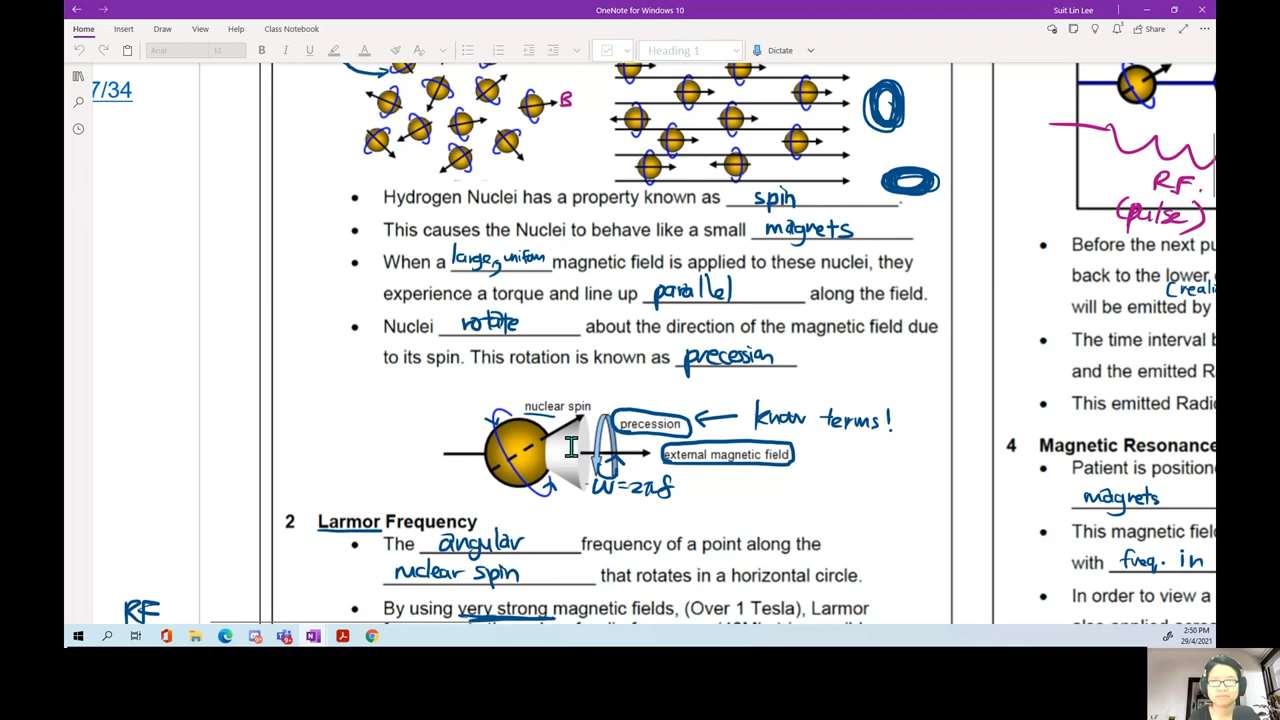 OneNote for Windows 10
Suit Lin Lee
Home Insert Draw View Help Class Notebook
Share
Arial 12 B I U A Heading 1 Dictate
7/34
B
R.F.
(pulse)
• Hydrogen Nuclei has a property known as spin.
• This causes the Nuclei to behave like a small magnets
• When a large, uniform magnetic field is applied to these nuclei, they
experience a torque and line up parallel along the field.
• Nuclei rotate about the direction of the magnetic field due
to its spin. This rotation is known as precession
nuclear spin
precession ← know terms!
external magnetic field
ω = 2πf
2 Larmor Frequency
• The angular frequency of a point along the
nuclear spin that rotates in a horizontal circle.
• By using very strong magnetic fields, (Over 1 Tesla), Larmor
RF
• Before the next pu
back to the lower
will be emitted by
• The time interval b
and the emitted R
• This emitted Radio
4 Magnetic Resonance
• Patient is positione
magnets
• This magnetic field
with freq. in
• In order to view a
2:50 PM
29/4/2021